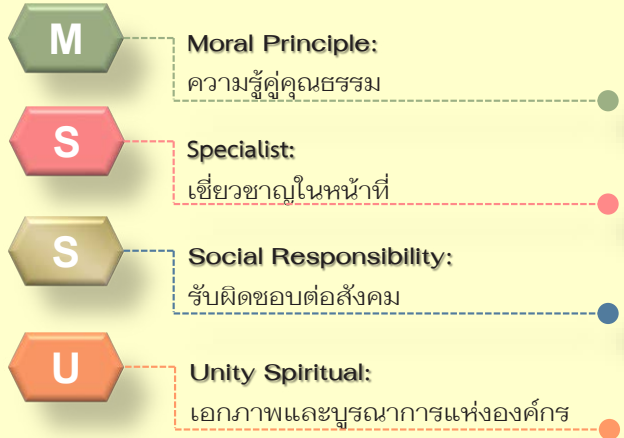 M
Moral Principle:
ความรู้คู่คุณธรรม
S
Specialist:
เชี่ยวชาญในหน้าที่
S
Social Responsibility:
รับผิดชอบต่อสังคม
U
Unity Spiritual:
เอกภาพและบูรณาการแห่งองค์กร